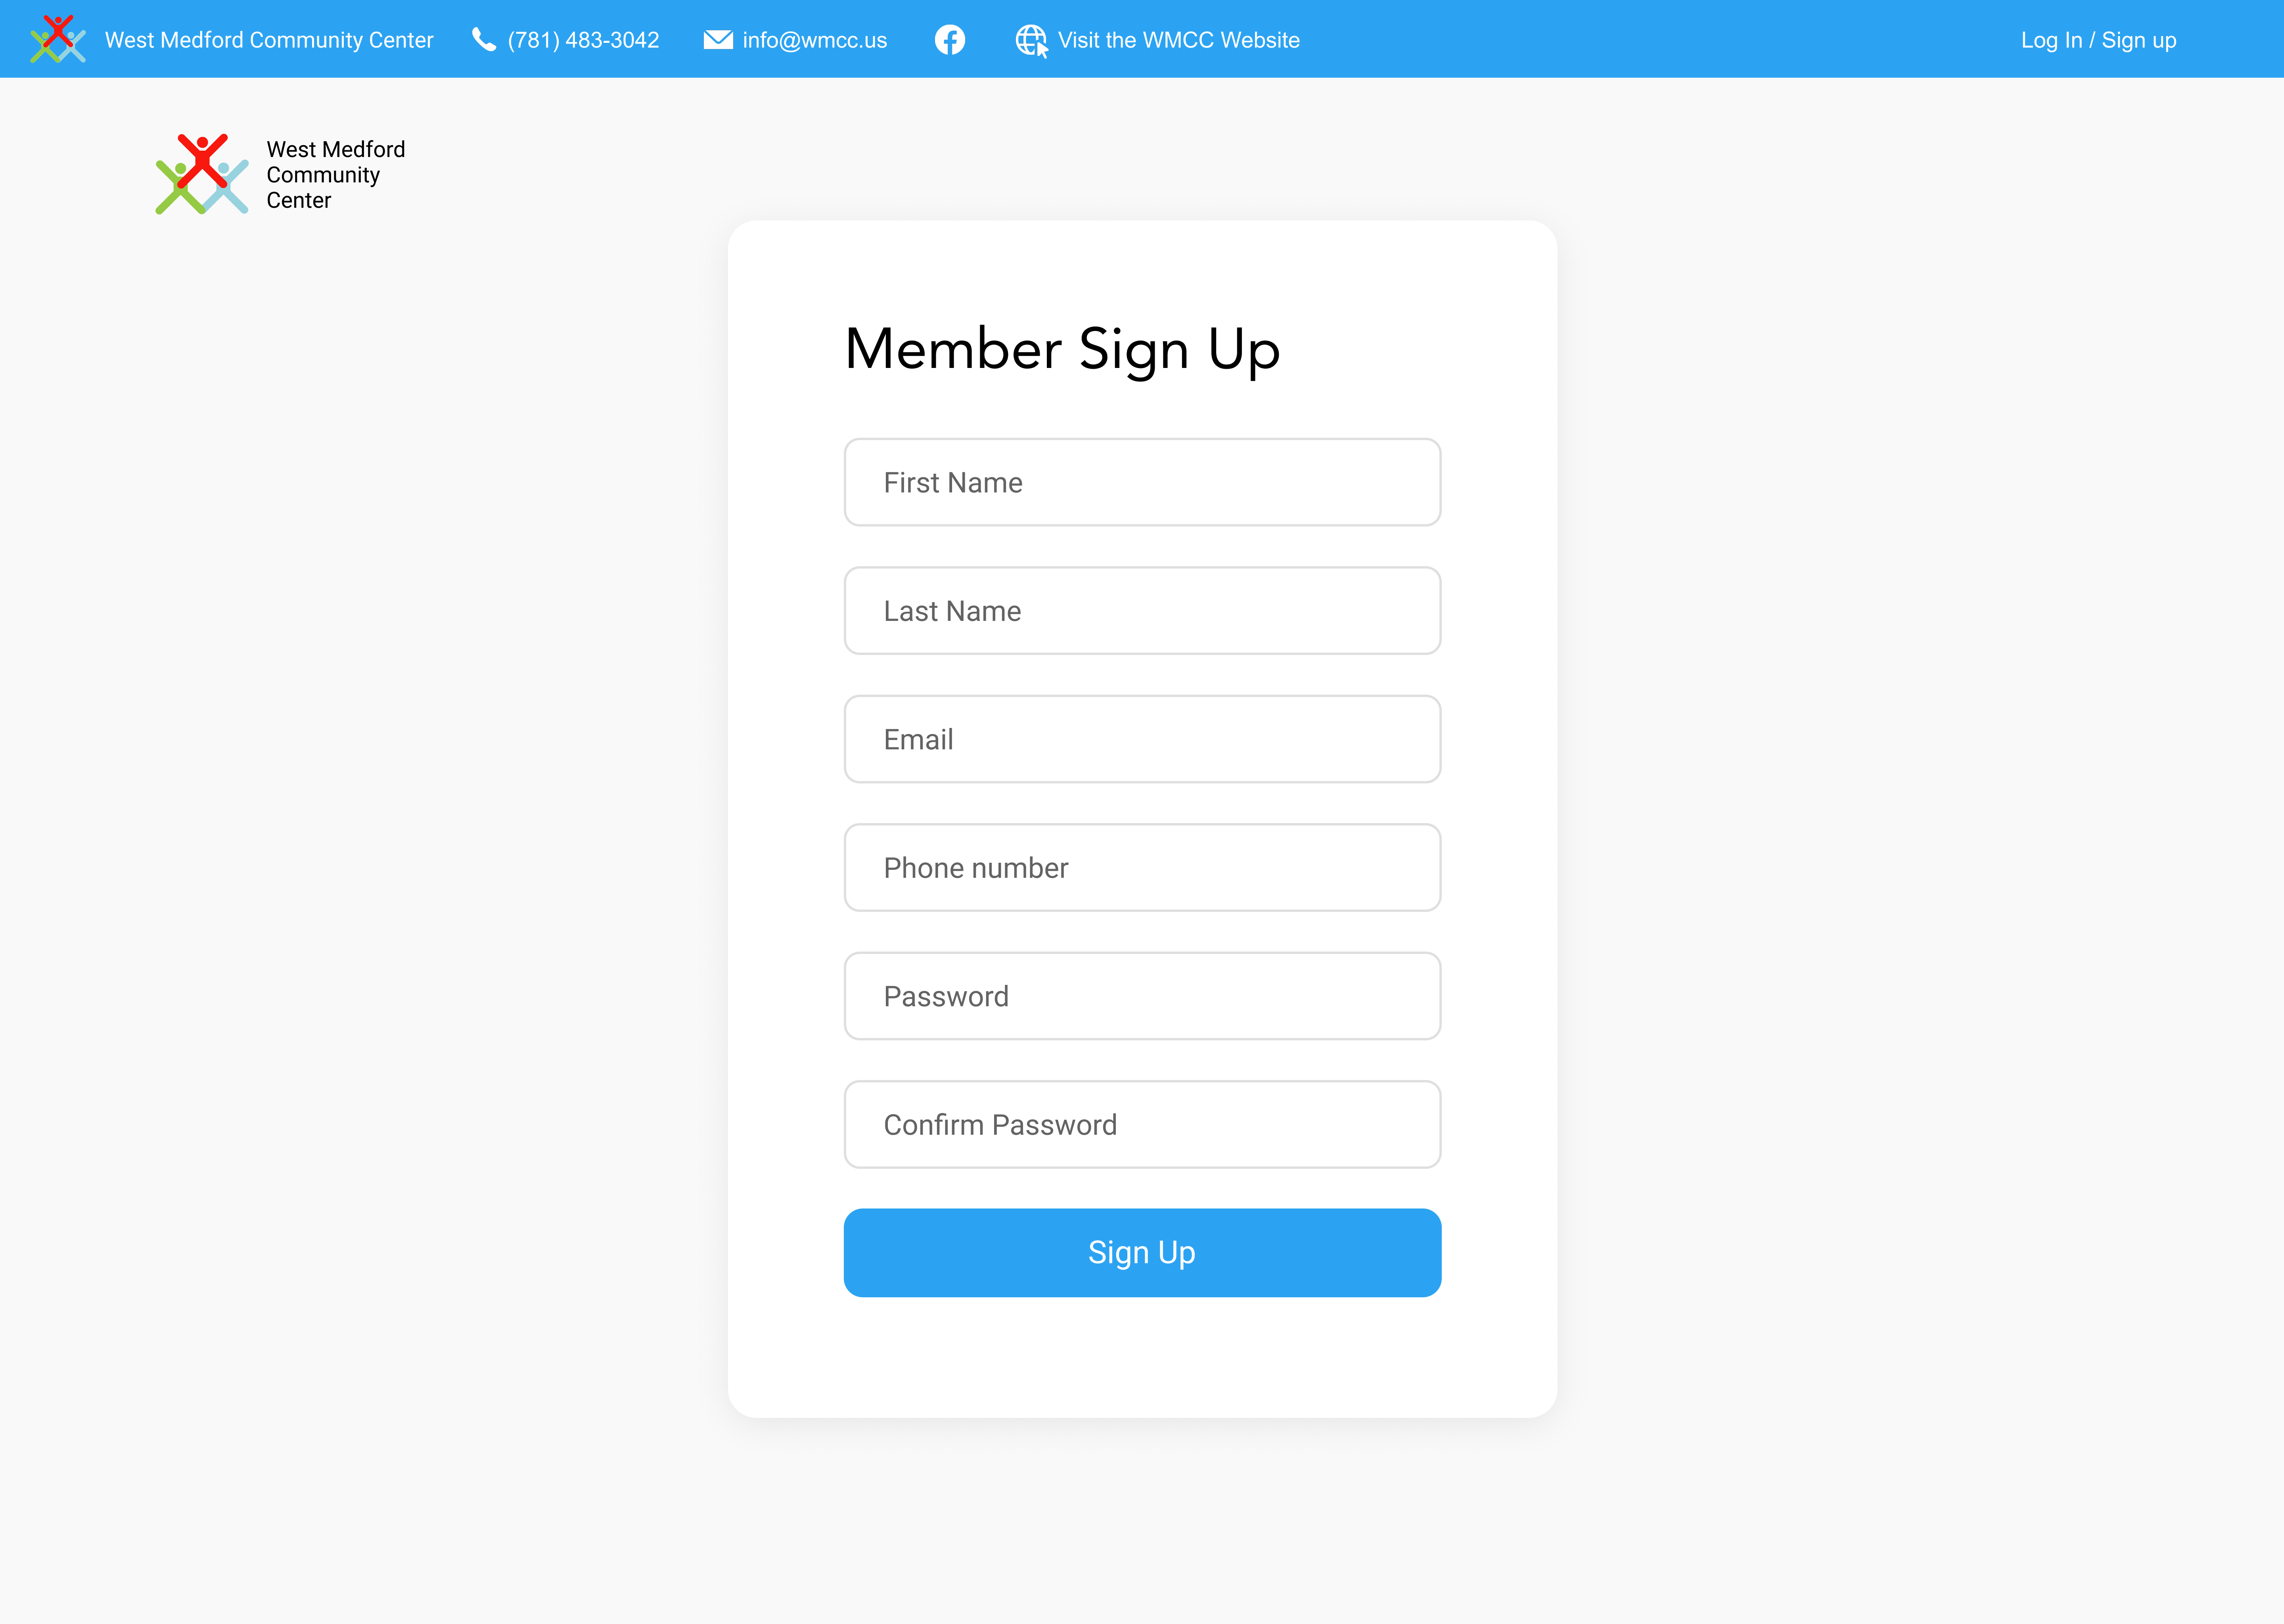 West Medford Community Center (781) 483-3042 info@wmcc.us Visit the WMCC Website Log In / Sign up
West Medford
Community
Center
Member Sign Up
First Name
Last Name
Email
Phone number
Password
Confirm Password
Sign Up